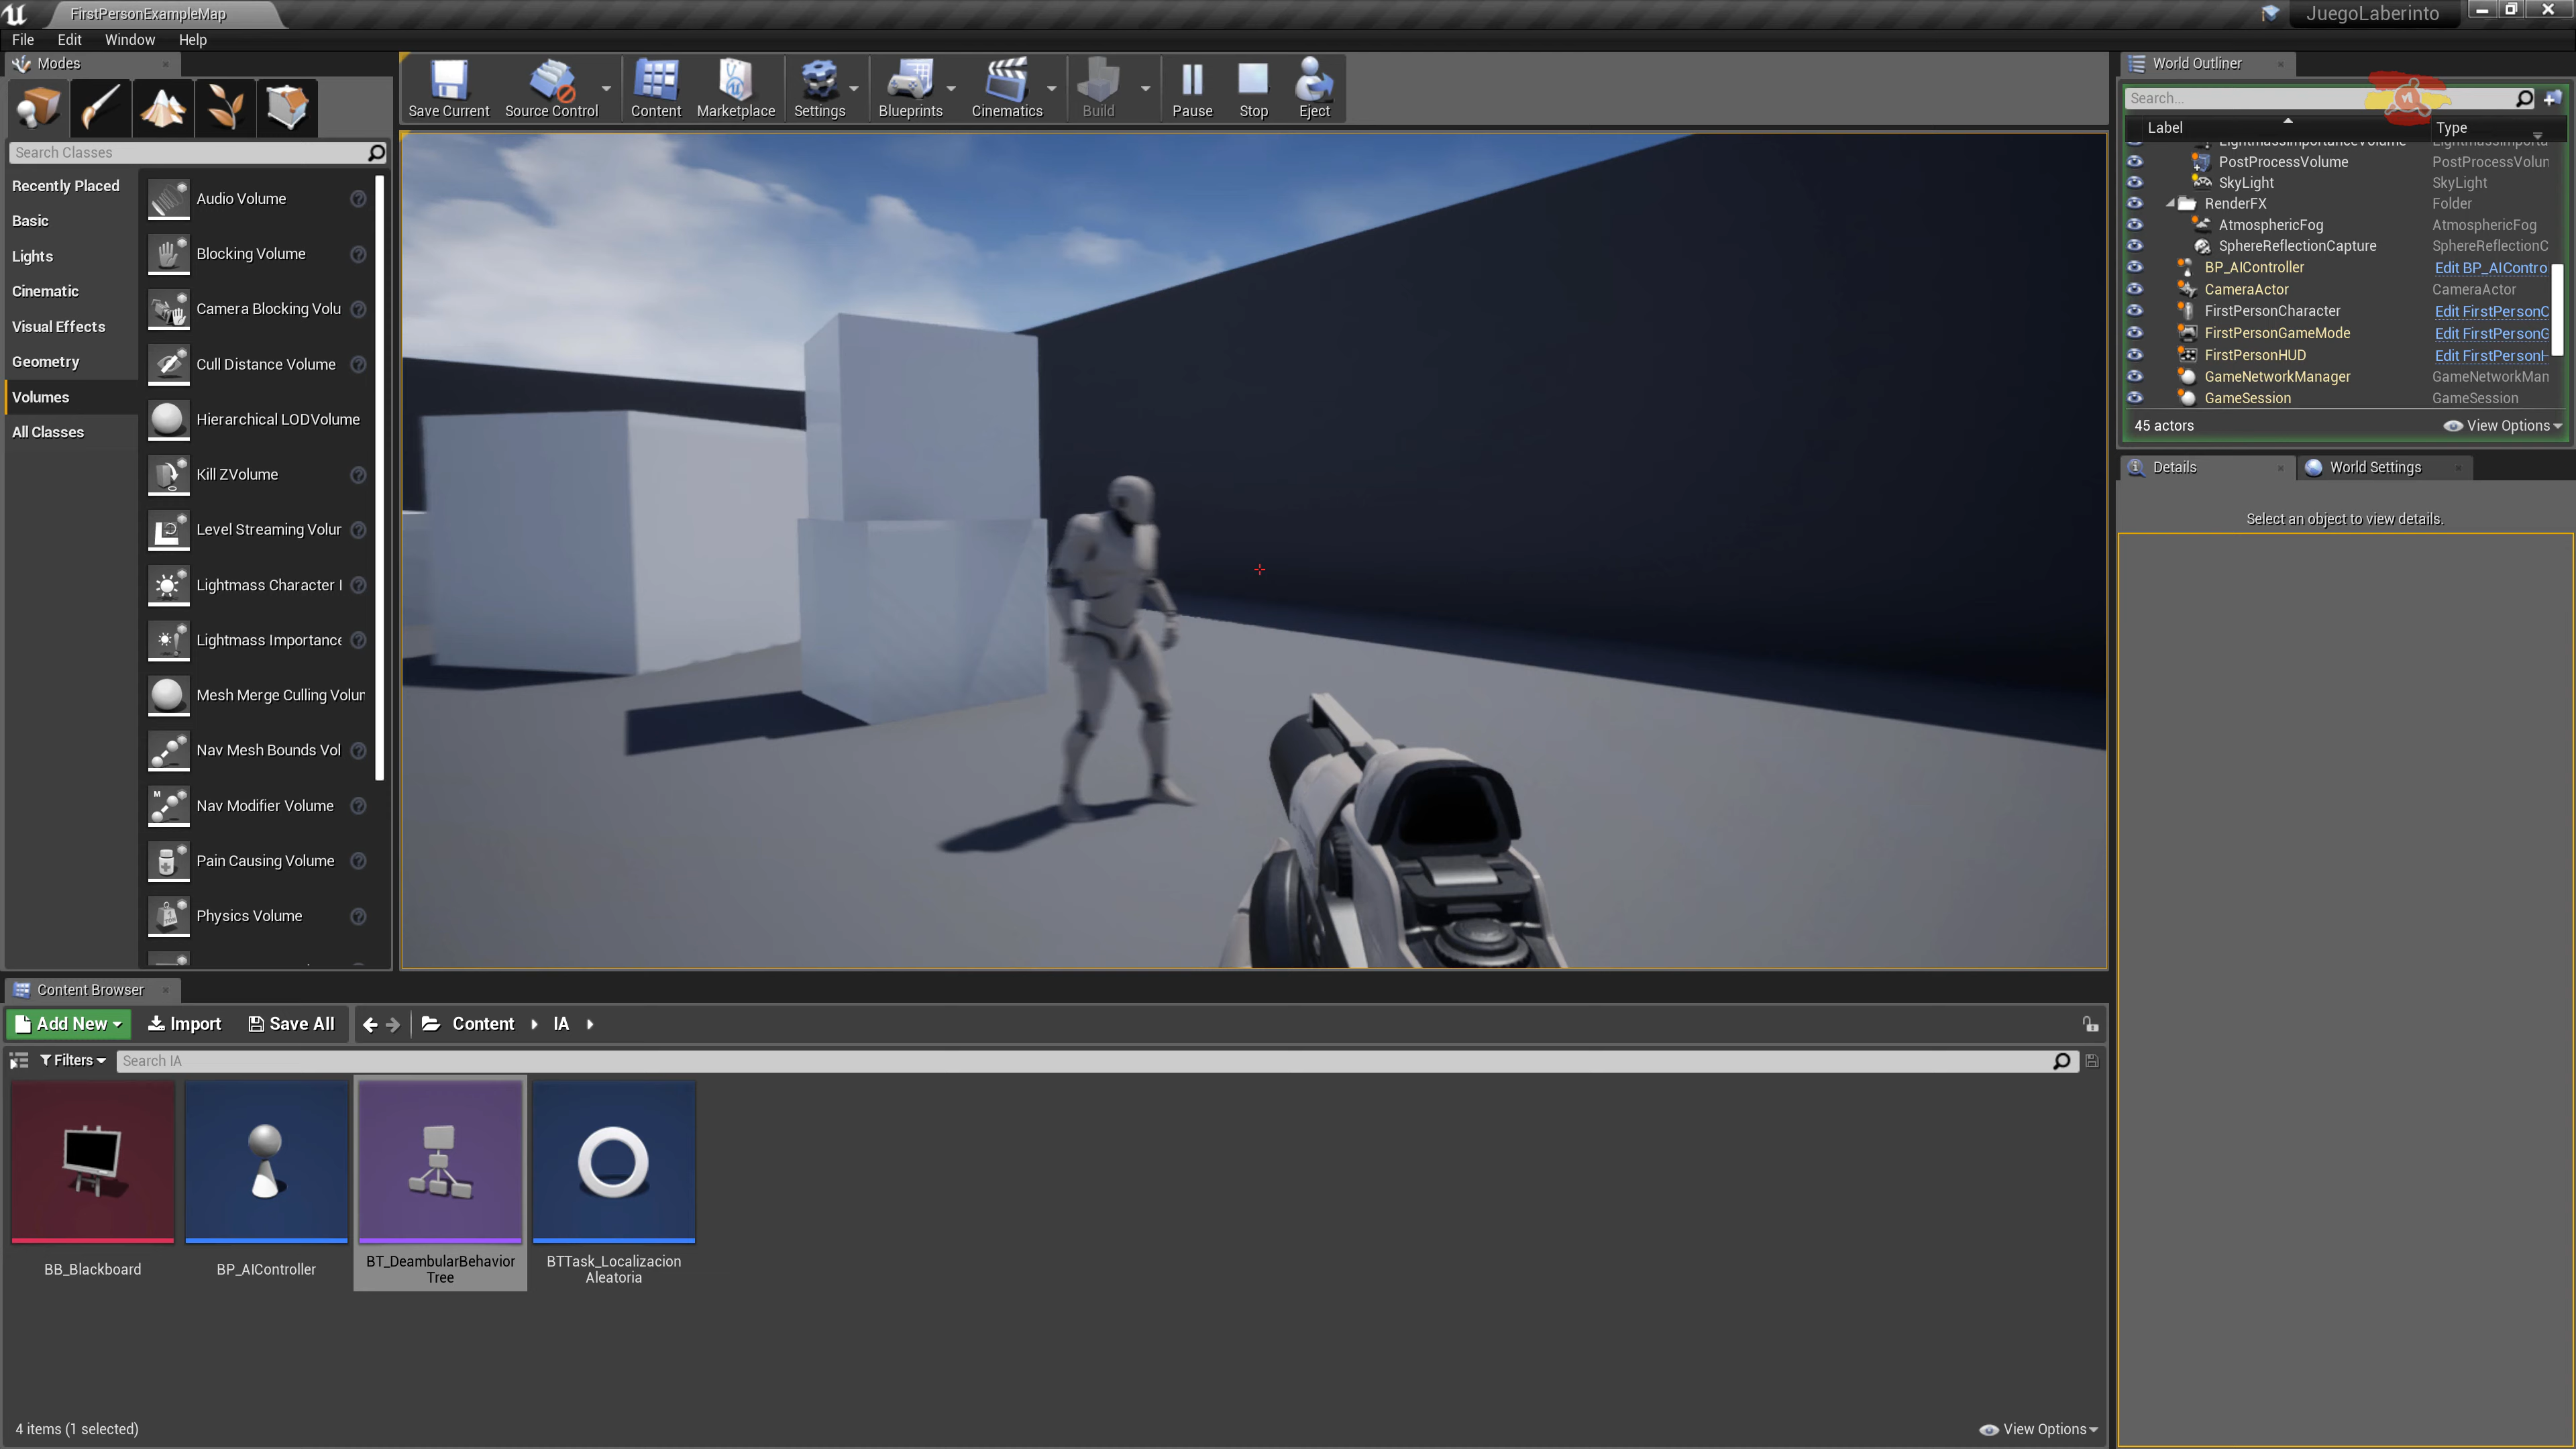 FirstPersonExampleMap
JuegoLaberinto
File Edit Window Help
Modes
Search Classes
Recently Placed
Basic
Lights
Cinematic
Visual Effects
Geometry
Volumes
All Classes
Audio Volume
Blocking Volume
Camera Blocking Volu
Cull Distance Volume
Hierarchical LODVolume
Kill ZVolume
Level Streaming Volur
Lightmass Character I
Lightmass Importance
Mesh Merge Culling Volur
Nav Mesh Bounds Vol
Nav Modifier Volume
Pain Causing Volume
Physics Volume
Save Current Source Control Content Marketplace Settings Blueprints Cinematics Build Pause Stop Eject
World Outliner
Search...
Label Type
PostProcessVolume PostProcessVolun
SkyLight SkyLight
RenderFX Folder
AtmosphericFog AtmosphericFog
SphereReflectionCapture SphereReflectionC
BP_AIController Edit BP_AIContro
CameraActor CameraActor
FirstPersonCharacter Edit FirstPersonC
FirstPersonGameMode Edit FirstPersonG
FirstPersonHUD Edit FirstPersonH
GameNetworkManager GameNetworkMan
GameSession GameSession
45 actors View Options
Details World Settings
Select an object to view details.
Content Browser
Add New Import Save All Content IA
Filters Search IA
BB_Blackboard
BP_AIController
BT_DeambularBehavior
Tree
BTTask_Localizacion
Aleatoria
4 items (1 selected) View Options